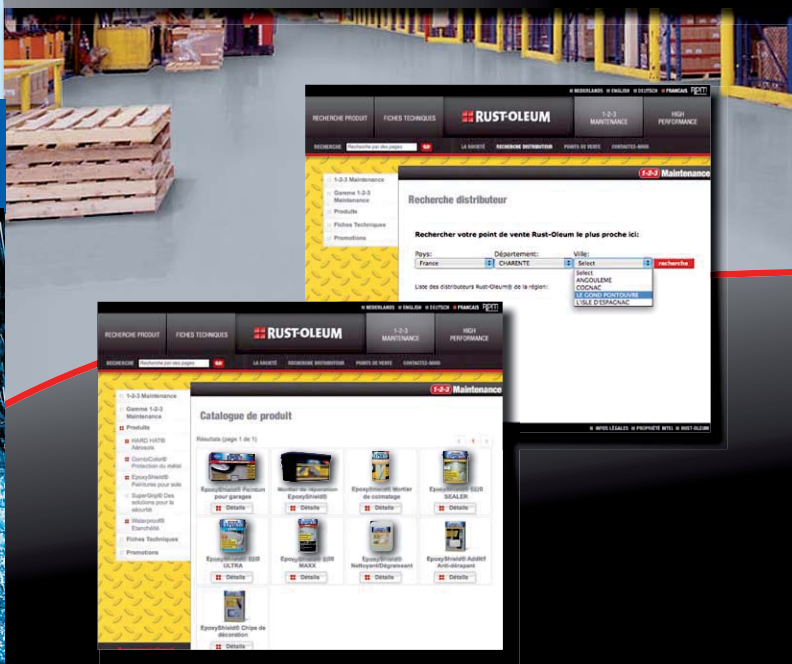 NEDERLANDS ENGLISH DEUTSCH FRANCAIS rpm
RECHERCHE PRODUIT FICHES TECHNIQUES RUST-OLEUM 1-2-3 MAINTENANCE HIGH PERFORMANCE
RECHERCHE Recherche par des pages GO LA SOCIÉTÉ RECHERCHE DISTRIBUTEUR POINTS DE VENTE CONTACTEZ-NOUS
1-2-3 Maintenance
1-2-3 Maintenance
Gamme 1-2-3
Maintenance
Produits
Fiches Techniques
Promotions
Recherche distributeur
Rechercher votre point de vente Rust-Oleum le plus proche ici:
Pays: Département: Ville:
France CHARENTE Select recherche
Select
ANGOULEME
COGNAC
LE GOND PONTOUVRE
L'ISLE D'ESPAGNAC
Liste des distributeurs Rust-Oleum® de la région:
INFOS LÉGALES PROPRIÉTÉ INTEL RUST-OLEUM
NEDERLANDS ENGLISH DEUTSCH FRANCAIS rpm
RECHERCHE PRODUIT FICHES TECHNIQUES RUST-OLEUM 1-2-3 MAINTENANCE HIGH PERFORMANCE
RECHERCHE Recherche par des pages GO LA SOCIÉTÉ RECHERCHE DISTRIBUTEUR POINTS DE VENTE CONTACTEZ-NOUS
1-2-3 Maintenance
1-2-3 Maintenance
Gamme 1-2-3
Maintenance
Produits
HARD HAT®
Aérosols
CombiColor®
Protection du métal
EpoxyShield®
Peintures pour sols
SuperGrip® Des
solutions pour la
sécurité
Waterproof®
Etanchéité
Fiches Techniques
Promotions
Catalogue de produit
Résultats (page 1 de 1)
1
EpoxyShield® Peinture
pour garages
Détails
Mortier de réparation
EpoxyShield®
Détails
EpoxyShield® Mortier
de colmatage
Détails
EpoxyShield® 5220
SEALER
Détails
EpoxyShield®
ULTRA
Détails
EpoxyShield®
MAXX
Détails
EpoxyShield®
Nettoyant/Dégraissant
Détails
EpoxyShield® Additif
Anti-dérapant
Détails
EpoxyShield® Chips de
décoration
Détails